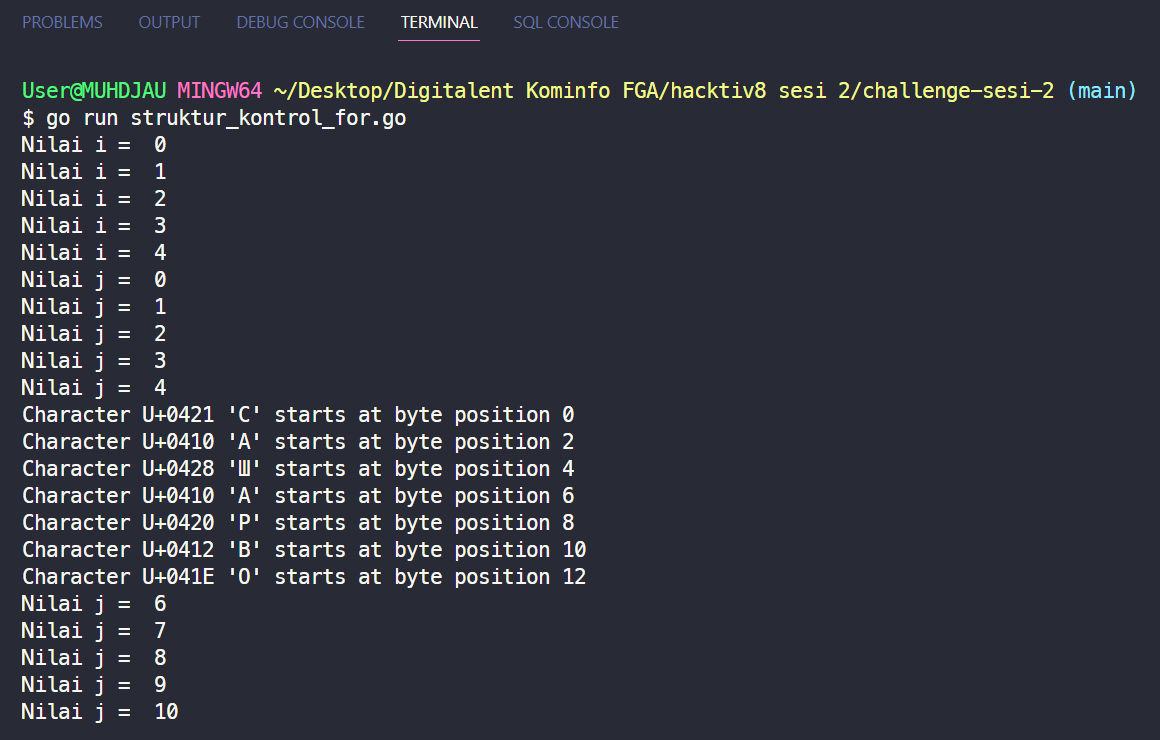 PROBLEMS OUTPUT DEBUG CONSOLE TERMINAL SQL CONSOLE
User@MUHDJAU MINGW64 ~/Desktop/Digitalent Kominfo FGA/hacktiv8 sesi 2/challenge-sesi-2 (main)
$ go run struktur_kontrol_for.go
Nilai i =  0
Nilai i =  1
Nilai i =  2
Nilai i =  3
Nilai i =  4
Nilai j =  0
Nilai j =  1
Nilai j =  2
Nilai j =  3
Nilai j =  4
Character U+0421 'С' starts at byte position 0
Character U+0410 'А' starts at byte position 2
Character U+0428 'Ш' starts at byte position 4
Character U+0410 'А' starts at byte position 6
Character U+0420 'Р' starts at byte position 8
Character U+0412 'В' starts at byte position 10
Character U+041E 'О' starts at byte position 12
Nilai j =  6
Nilai j =  7
Nilai j =  8
Nilai j =  9
Nilai j =  10